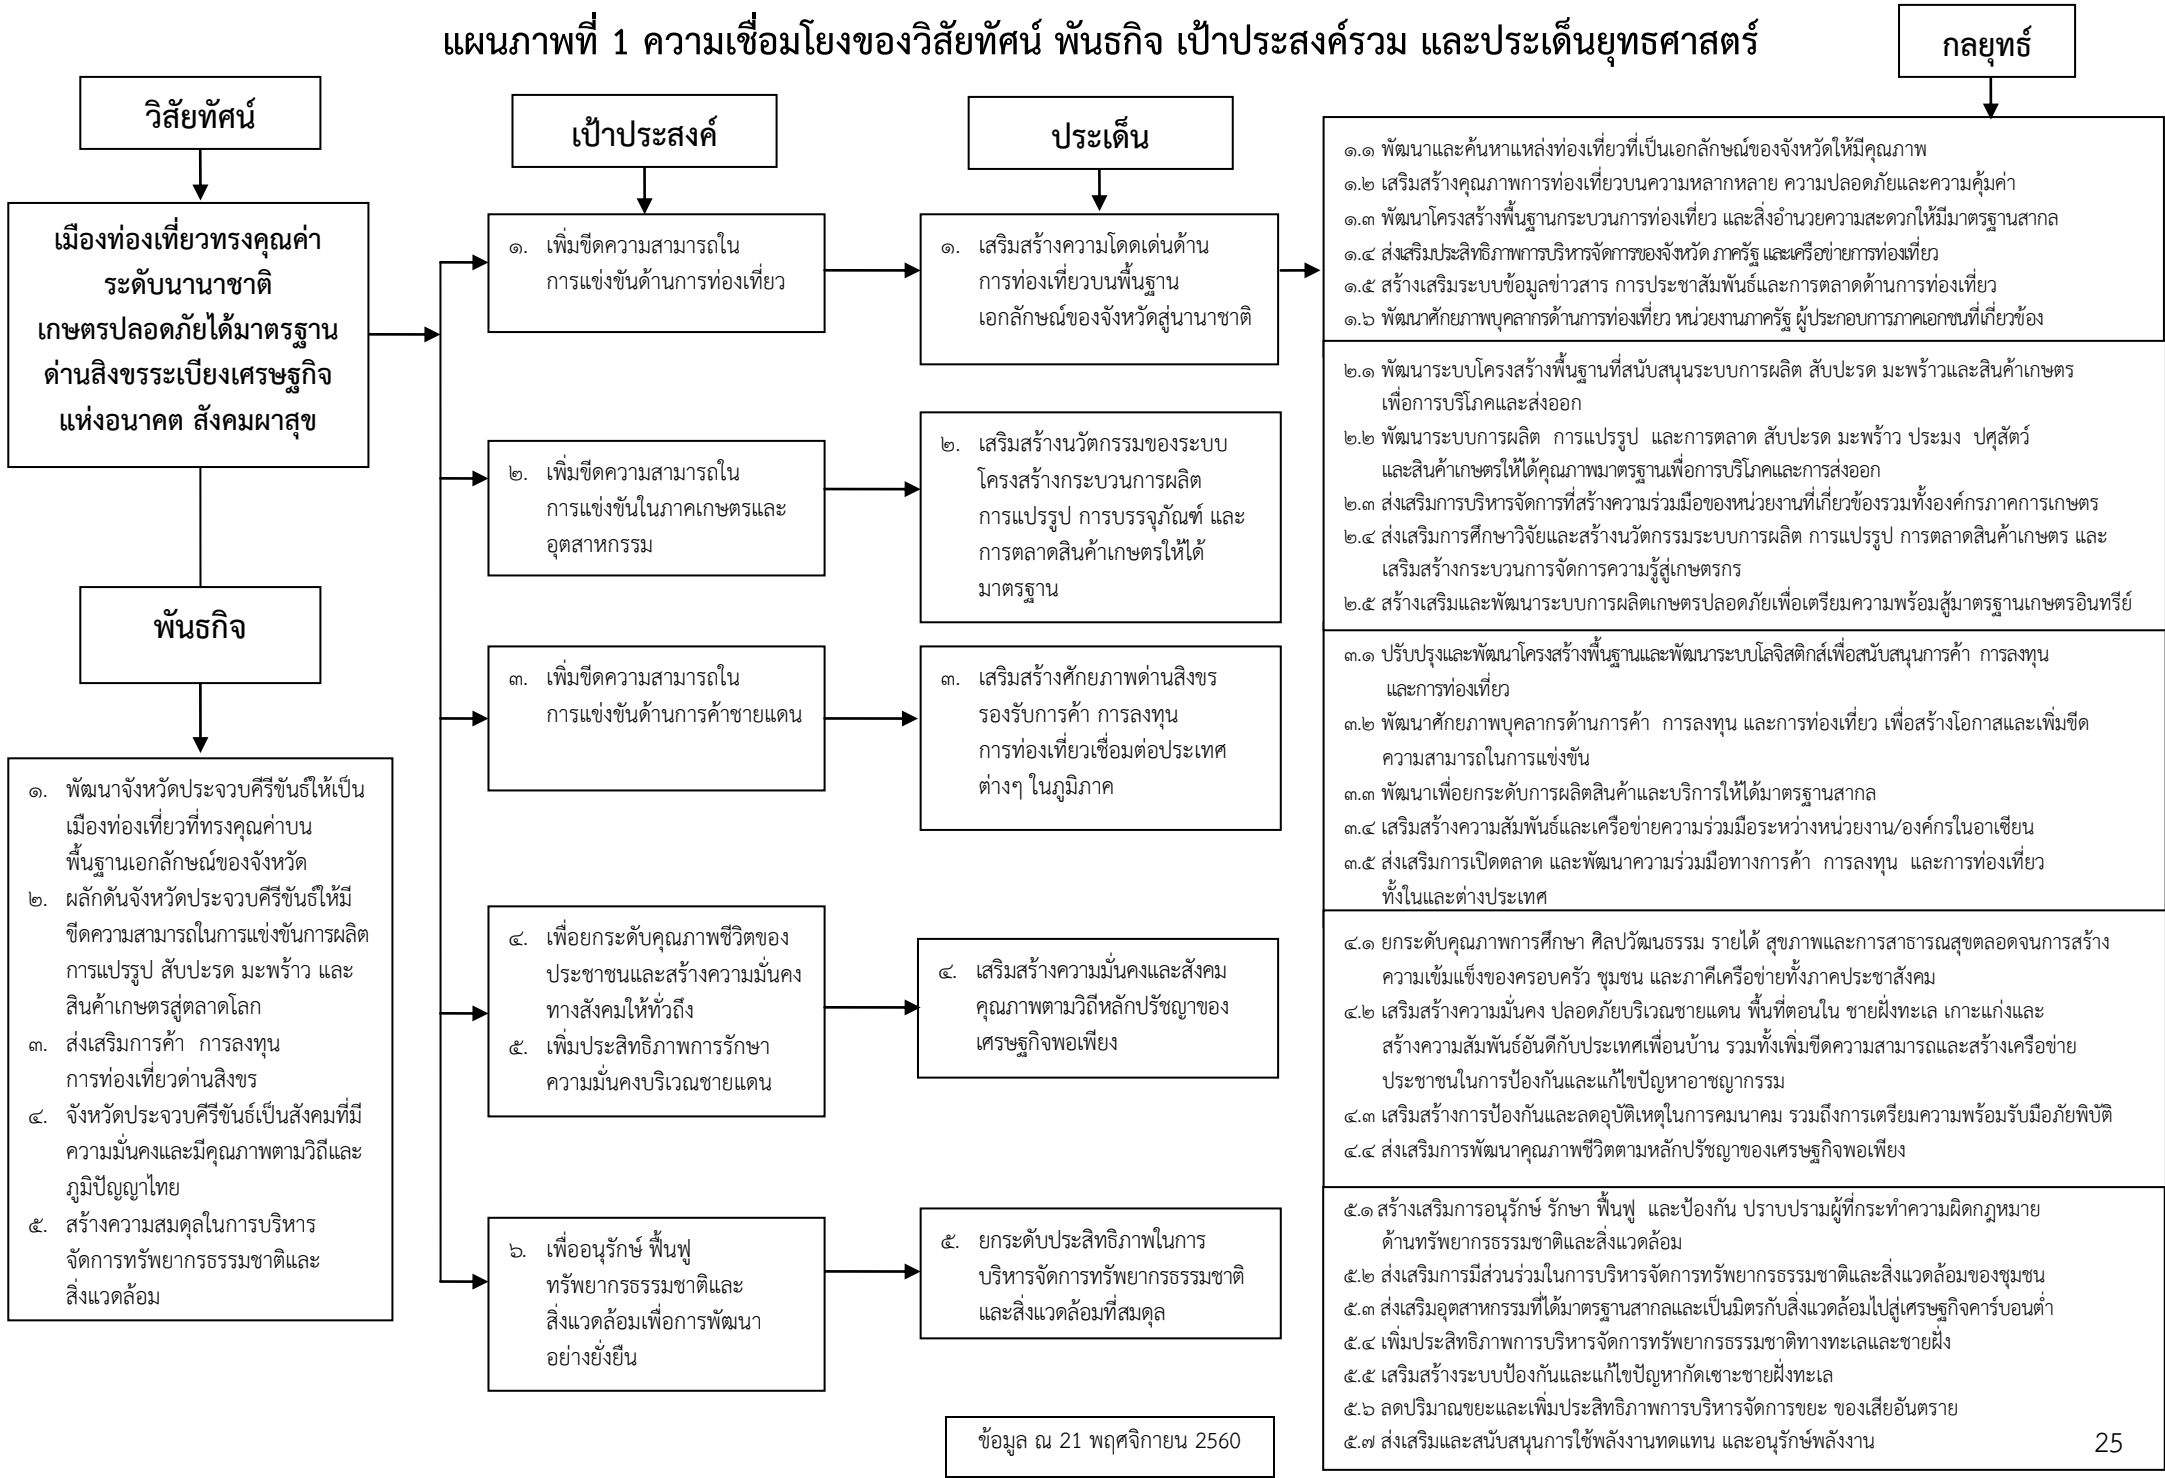 แผนภาพที่ 1 ความเชื่อมโยงของวิสัยทัศน์ พันธกิจ เป้าประสงค์รวม และประเด็นยุทธศาสตร์
วิสัยทัศน์
เมืองท่องเที่ยวทรงคุณค่า
ระดับนานาชาติ
เกษตรปลอดภัยได้มาตรฐาน
ด่านสิงขรระเบียงเศรษฐกิจ
แห่งอนาคต สังคมผาสุข
พันธกิจ
๑. พัฒนาจังหวัดประจวบคีรีขันธ์ให้เป็น
เมืองท่องเที่ยวที่ทรงคุณค่าบน
พื้นฐานเอกลักษณ์ของจังหวัด
๒. ผลักดันจังหวัดประจวบคีรีขันธ์ให้มี
ขีดความสามารถในการแข่งขันการผลิต
การแปรรูป สับปะรด มะพร้าว และ
สินค้าเกษตรสู่ตลาดโลก
๓. ส่งเสริมการค้า การลงทุน
การท่องเที่ยวด่านสิงขร
๔. จังหวัดประจวบคีรีขันธ์เป็นสังคมที่มี
ความมั่นคงและมีคุณภาพตามวิถีและ
ภูมิปัญญาไทย
๕. สร้างความสมดุลในการบริหาร
จัดการทรัพยากรธรรมชาติและ
สิ่งแวดล้อม
เป้าประสงค์
๑. เพิ่มขีดความสามารถใน
การแข่งขันด้านการท่องเที่ยว
๒. เพิ่มขีดความสามารถใน
การแข่งขันในภาคเกษตรและ
อุตสาหกรรม
๓. เพิ่มขีดความสามารถใน
การแข่งขันด้านการค้าชายแดน
๔. เพื่อยกระดับคุณภาพชีวิตของ
ประชาชนและสร้างความมั่นคง
ทางสังคมให้ทั่วถึง
๕. เพิ่มประสิทธิภาพการรักษา
ความมั่นคงบริเวณชายแดน
๖. เพื่ออนุรักษ์ ฟื้นฟู
ทรัพยากรธรรมชาติและ
สิ่งแวดล้อมเพื่อการพัฒนา
อย่างยั่งยืน
ประเด็น
๑. เสริมสร้างความโดดเด่นด้าน
การท่องเที่ยวบนพื้นฐาน
เอกลักษณ์ของจังหวัดสู่นานาชาติ
๒. เสริมสร้างนวัตกรรมของระบบ
โครงสร้างกระบวนการผลิต
การแปรรูป การบรรจุภัณฑ์ และ
การตลาดสินค้าเกษตรให้ได้
มาตรฐาน
๓. เสริมสร้างศักยภาพด่านสิงขร
รองรับการค้า การลงทุน
การท่องเที่ยวเชื่อมต่อประเทศ
ต่างๆ ในภูมิภาค
๔. เสริมสร้างความมั่นคงและสังคม
คุณภาพตามวิถีหลักปรัชญาของ
เศรษฐกิจพอเพียง
๕. ยกระดับประสิทธิภาพในการ
บริหารจัดการทรัพยากรธรรมชาติ
และสิ่งแวดล้อมที่สมดุล
กลยุทธ์
๑.๑ พัฒนาและค้นหาแหล่งท่องเที่ยวที่เป็นเอกลักษณ์ของจังหวัดให้มีคุณภาพ
๑.๒ เสริมสร้างคุณภาพการท่องเที่ยวบนความหลากหลาย ความปลอดภัยและความคุ้มค่า
๑.๓ พัฒนาโครงสร้างพื้นฐานกระบวนการท่องเที่ยว และสิ่งอำนวยความสะดวกให้มีมาตรฐานสากล
๑.๔ ส่งเสริมประสิทธิภาพการบริหารจัดการของจังหวัด ภาครัฐ และเครือข่ายการท่องเที่ยว
๑.๕ สร้างเสริมระบบข้อมูลข่าวสาร การประชาสัมพันธ์และการตลาดด้านการท่องเที่ยว
๑.๖ พัฒนาศักยภาพบุคลากรด้านการท่องเที่ยว หน่วยงานภาครัฐ ผู้ประกอบการภาคเอกชนที่เกี่ยวข้อง
๒.๑ พัฒนาระบบโครงสร้างพื้นฐานที่สนับสนุนระบบการผลิต สับปะรด มะพร้าวและสินค้าเกษตร
เพื่อการบริโภคและส่งออก
๒.๒ พัฒนาระบบการผลิต การแปรรูป และการตลาด สับปะรด มะพร้าว ประมง ปศุสัตว์
และสินค้าเกษตรให้ได้คุณภาพมาตรฐานเพื่อการบริโภคและการส่งออก
๒.๓ ส่งเสริมการบริหารจัดการที่สร้างความร่วมมือของหน่วยงานที่เกี่ยวข้องรวมทั้งองค์กรภาคการเกษตร
๒.๔ ส่งเสริมการศึกษาวิจัยและสร้างนวัตกรรมระบบการผลิต การแปรรูป การตลาดสินค้าเกษตร และ
เสริมสร้างกระบวนการจัดการความรู้สู่เกษตรกร
๒.๕ สร้างเสริมและพัฒนาระบบการผลิตเกษตรปลอดภัยเพื่อเตรียมความพร้อมสู้มาตรฐานเกษตรอินทรีย์
๓.๑ ปรับปรุงและพัฒนาโครงสร้างพื้นฐานและพัฒนาระบบโลจิสติกส์เพื่อสนับสนุนการค้า การลงทุน
และการท่องเที่ยว
๓.๒ พัฒนาศักยภาพบุคลากรด้านการค้า การลงทุน และการท่องเที่ยว เพื่อสร้างโอกาสและเพิ่มขีด
ความสามารถในการแข่งขัน
๓.๓ พัฒนาเพื่อยกระดับการผลิตสินค้าและบริการให้ได้มาตรฐานสากล
๓.๔ เสริมสร้างความสัมพันธ์และเครือข่ายความร่วมมือระหว่างหน่วยงาน/องค์กรในอาเซียน
๓.๕ ส่งเสริมการเปิดตลาด และพัฒนาความร่วมมือทางการค้า การลงทุน และการท่องเที่ยว
ทั้งในและต่างประเทศ
๔.๑ ยกระดับคุณภาพการศึกษา ศิลปวัฒนธรรม รายได้ สุขภาพและการสาธารณสุขตลอดจนการสร้าง
ความเข้มแข็งของครอบครัว ชุมชน และภาคีเครือข่ายทั้งภาคประชาสังคม
๔.๒ เสริมสร้างความมั่นคง ปลอดภัยบริเวณชายแดน พื้นที่ตอนใน ชายฝั่งทะเล เกาะแก่งและ
สร้างความสัมพันธ์อันดีกับประเทศเพื่อนบ้าน รวมทั้งเพิ่มขีดความสามารถและสร้างเครือข่าย
ประชาชนในการป้องกันและแก้ไขปัญหาอาชญากรรม
๔.๓ เสริมสร้างการป้องกันและลดอุบัติเหตุในการคมนาคม รวมถึงการเตรียมความพร้อมรับมือภัยพิบัติ
๔.๔ ส่งเสริมการพัฒนาคุณภาพชีวิตตามหลักปรัชญาของเศรษฐกิจพอเพียง
๕.๑ สร้างเสริมการอนุรักษ์ รักษา ฟื้นฟู และป้องกัน ปราบปรามผู้ที่กระทำความผิดกฎหมาย
ด้านทรัพยากรธรรมชาติและสิ่งแวดล้อม
๕.๒ ส่งเสริมการมีส่วนร่วมในการบริหารจัดการทรัพยากรธรรมชาติและสิ่งแวดล้อมของชุมชน
๕.๓ ส่งเสริมอุตสาหกรรมที่ได้มาตรฐานสากลและเป็นมิตรกับสิ่งแวดล้อมไปสู่เศรษฐกิจคาร์บอนต่ำ
๕.๔ เพิ่มประสิทธิภาพการบริหารจัดการทรัพยากรธรรมชาติทางทะเลและชายฝั่ง
๕.๕ เสริมสร้างระบบป้องกันและแก้ไขปัญหากัดเซาะชายฝั่งทะเล
๕.๖ ลดปริมาณขยะและเพิ่มประสิทธิภาพการบริหารจัดการขยะ ของเสียอันตราย
๕.๗ ส่งเสริมและสนับสนุนการใช้พลังงานทดแทน และอนุรักษ์พลังงาน
ข้อมูล ณ 21 พฤศจิกายน 2560
25